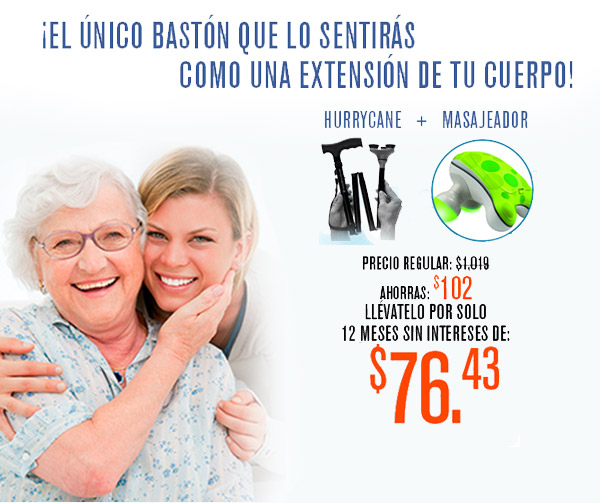 ¡EL ÚNICO BASTÓN QUE LO SENTIRÁS
COMO UNA EXTENSIÓN DE TU CUERPO!
HURRYCANE + MASAJEADOR
PRECIO REGULAR: $1,019
AHORRAS: $102
LLÉVATELO POR SOLO
12 MESES SIN INTERESES DE:
$76.43